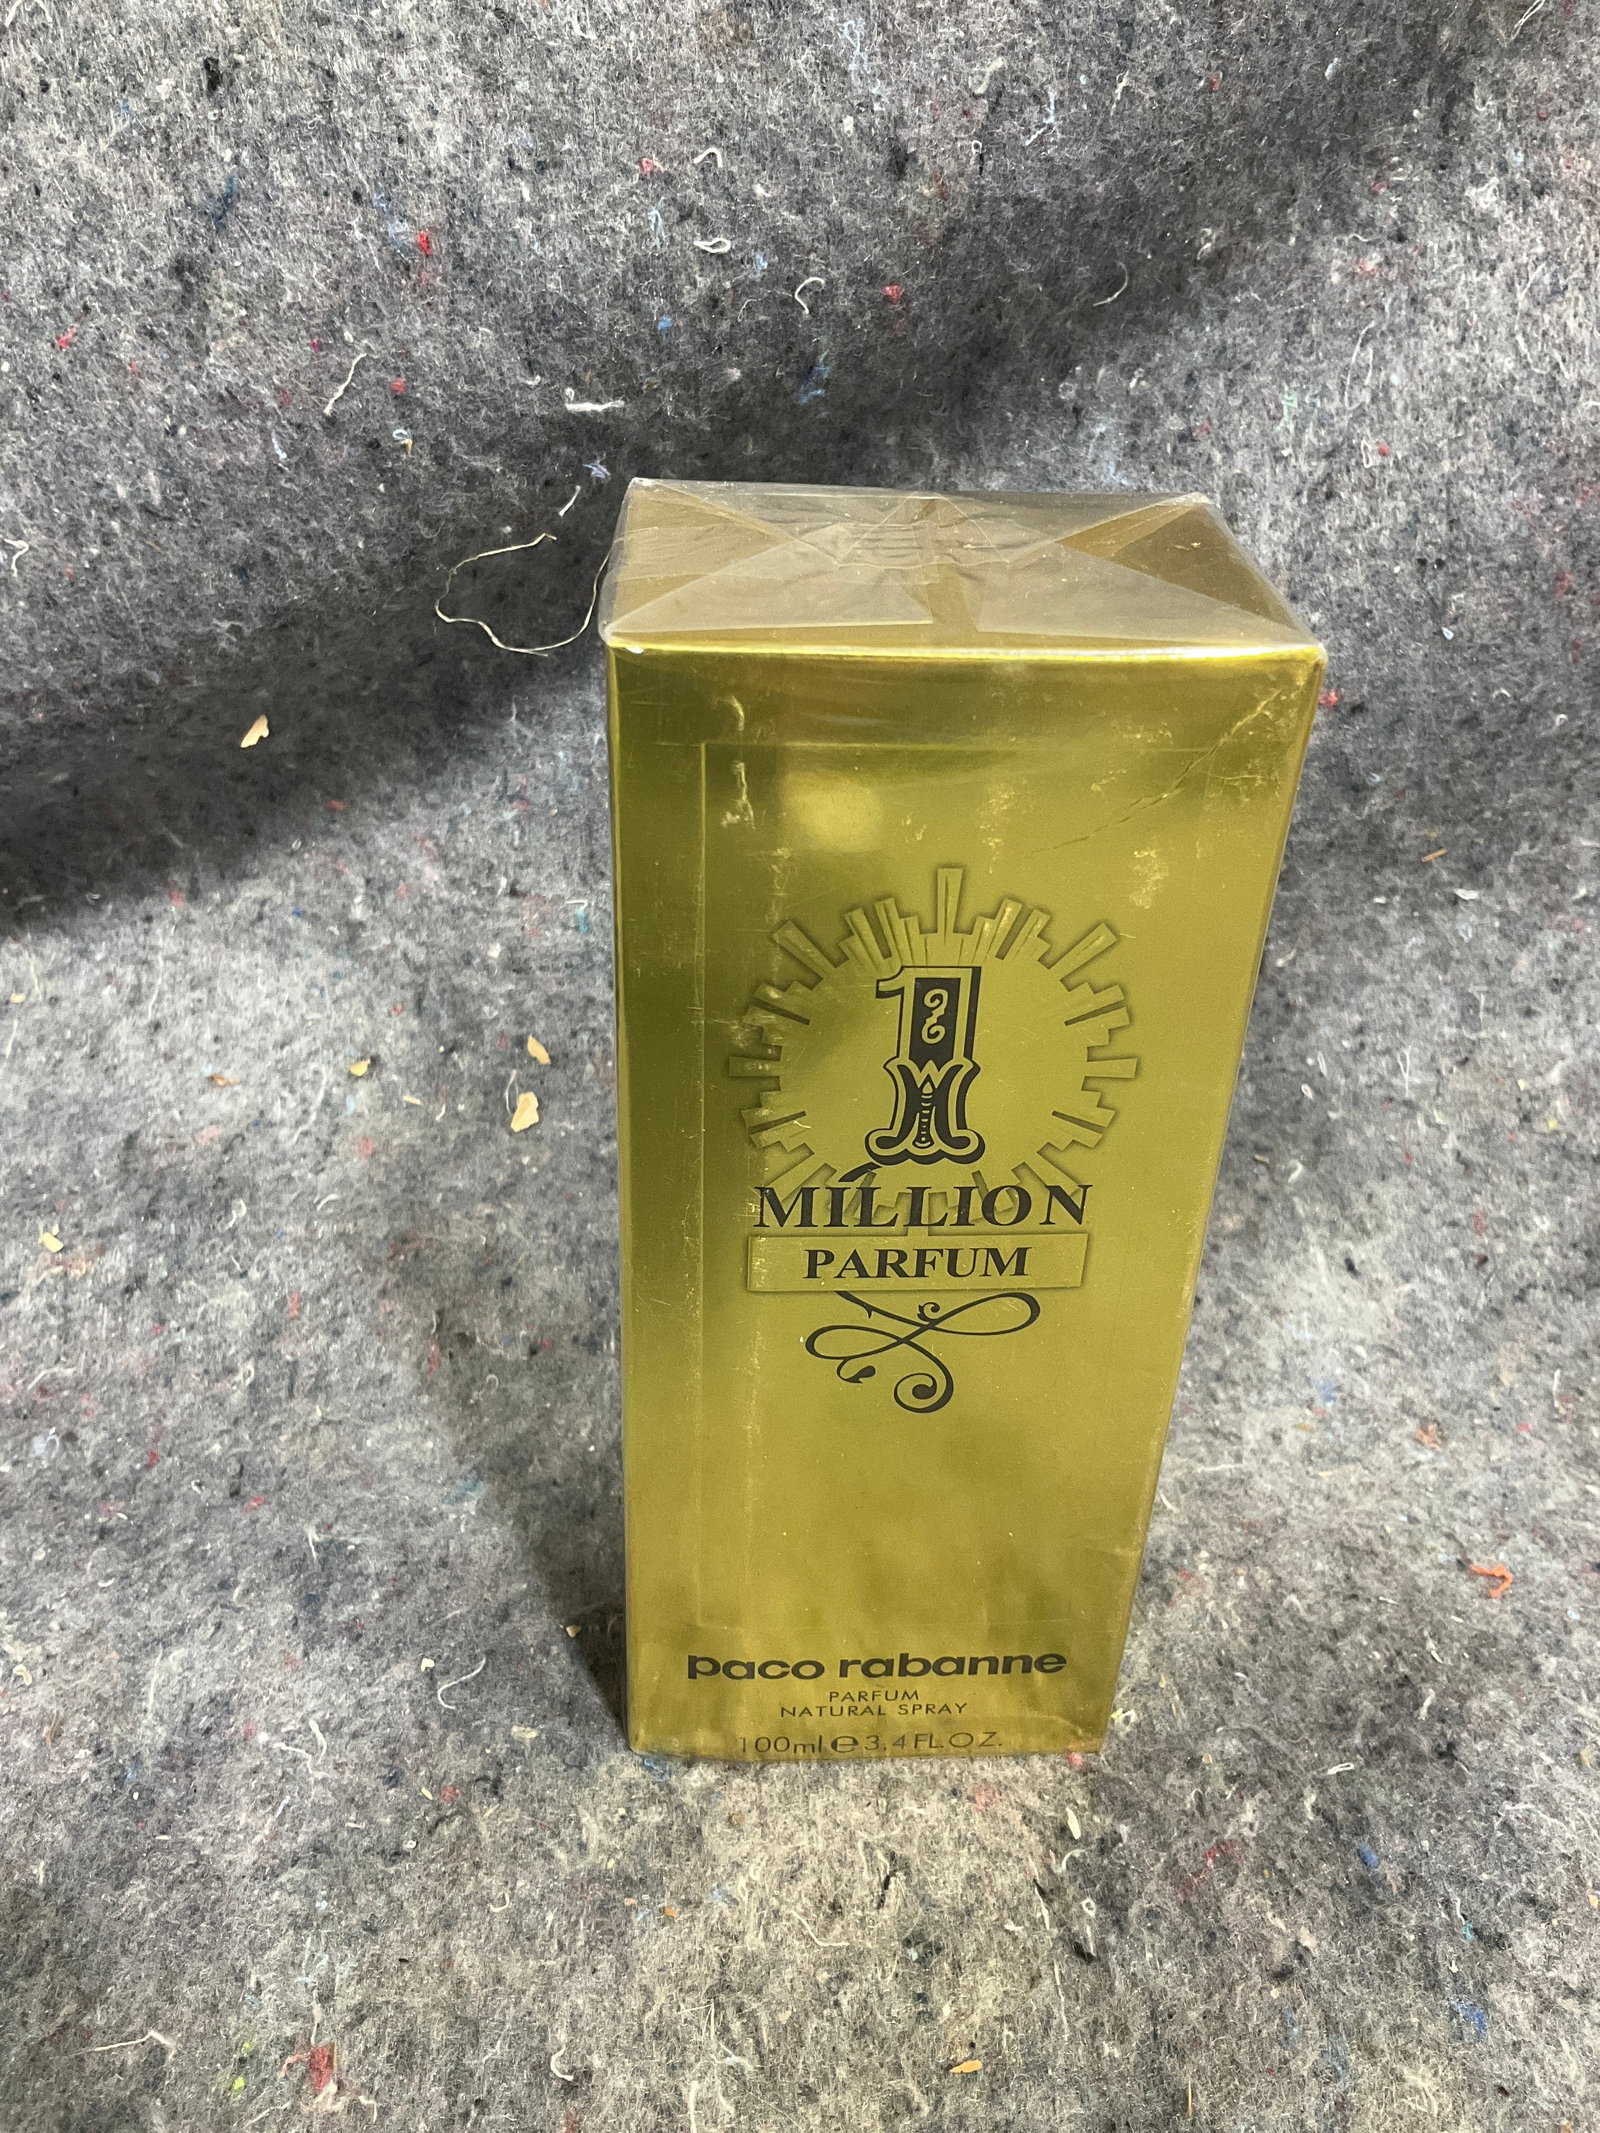 1
MILLION
PARFUM
paco rabanne
PARFUM
NATURAL SPRAY
100ml ℮ 3.4 FL.OZ.